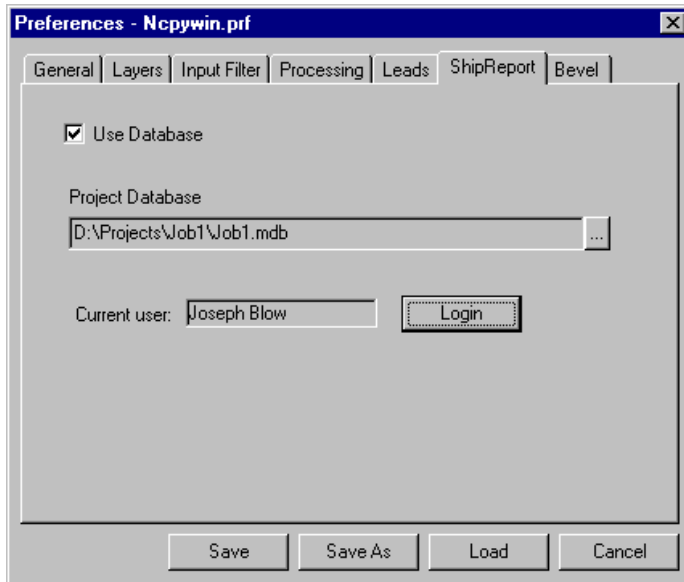 Preferences - Ncpywin.prf
General Layers Input Filter Processing Leads ShipReport Bevel
Use Database
Project Database
D:\Projects\Job1\Job1.mdb ...
Current user: Joseph Blow Login
Save Save As Load Cancel